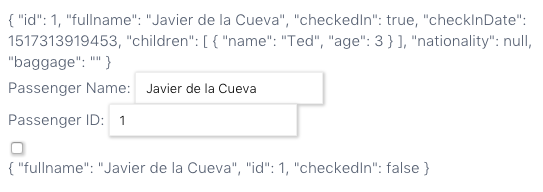 { "id": 1, "fullname": "Javier de la Cueva", "checkedIn": true, "checkInDate":
1517313919453, "children": [ { "name": "Ted", "age": 3 } ], "nationality": null,
"baggage": "" }
Passenger Name: Javier de la Cueva
Passenger ID: 1
{ "fullname": "Javier de la Cueva", "id": 1, "checkedIn": false }